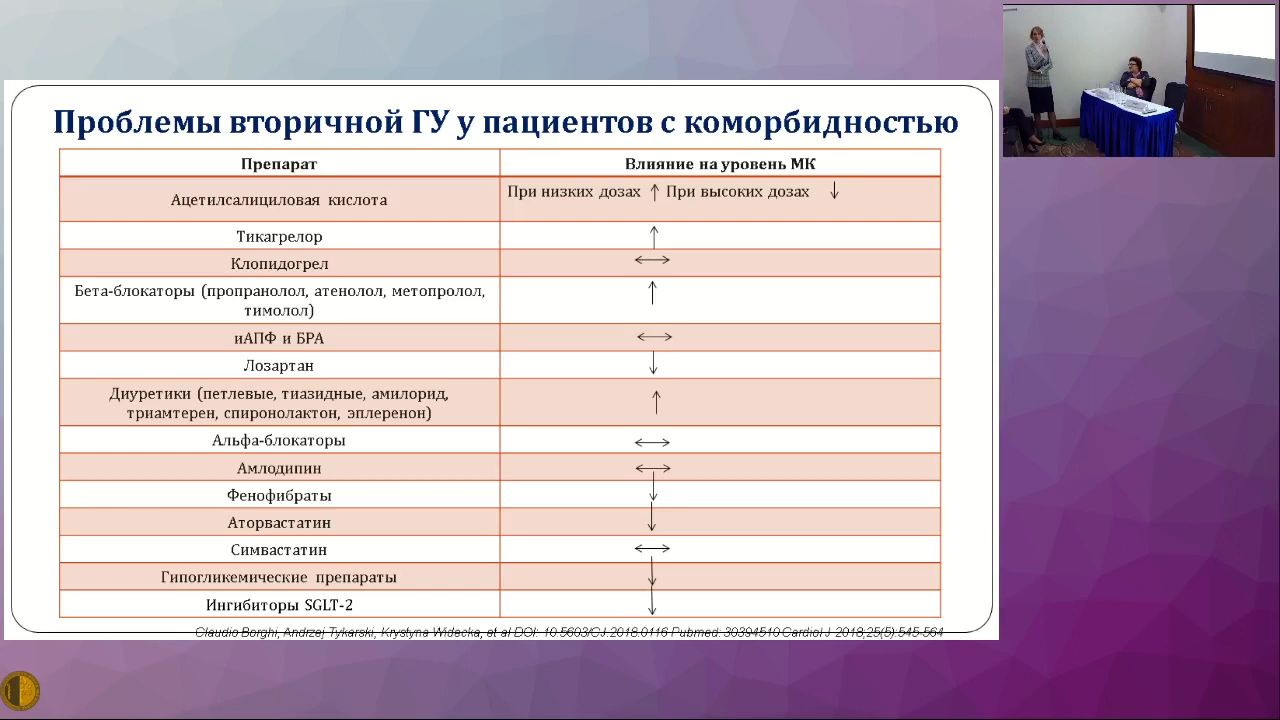 Проблемы вторичной ГУ у пациентов с коморбидностью
Препарат
Влияние на уровень МК
Ацетилсалициловая кислота
При низких дозах ↑ При высоких дозах ↓
Тикагрелор
↑
Клопидогрел
↔
Бета-блокаторы (пропранолол, атенолол, метопролол,
тимолол)
↑
иАПФ и БРА
↔
Лозартан
↓
Диуретики (петлевые, тиазидные, амилорид,
триамтерен, спиронолактон, эплеренон)
↑
Альфа-блокаторы
↔
Амлодипин
↔
Фенофибраты
↓
Аторвастатин
↓
Симвастатин
↔
Гипогликемические препараты
↓
Ингибиторы SGLT-2
↓
Claudio Borghi, Andrzej Tykarski, Krystyna Widecka, et al DOI: 10.5603/CJ.2018.0116 Pubmed: 30394510 Cardiol J 2018;25(5):545-564